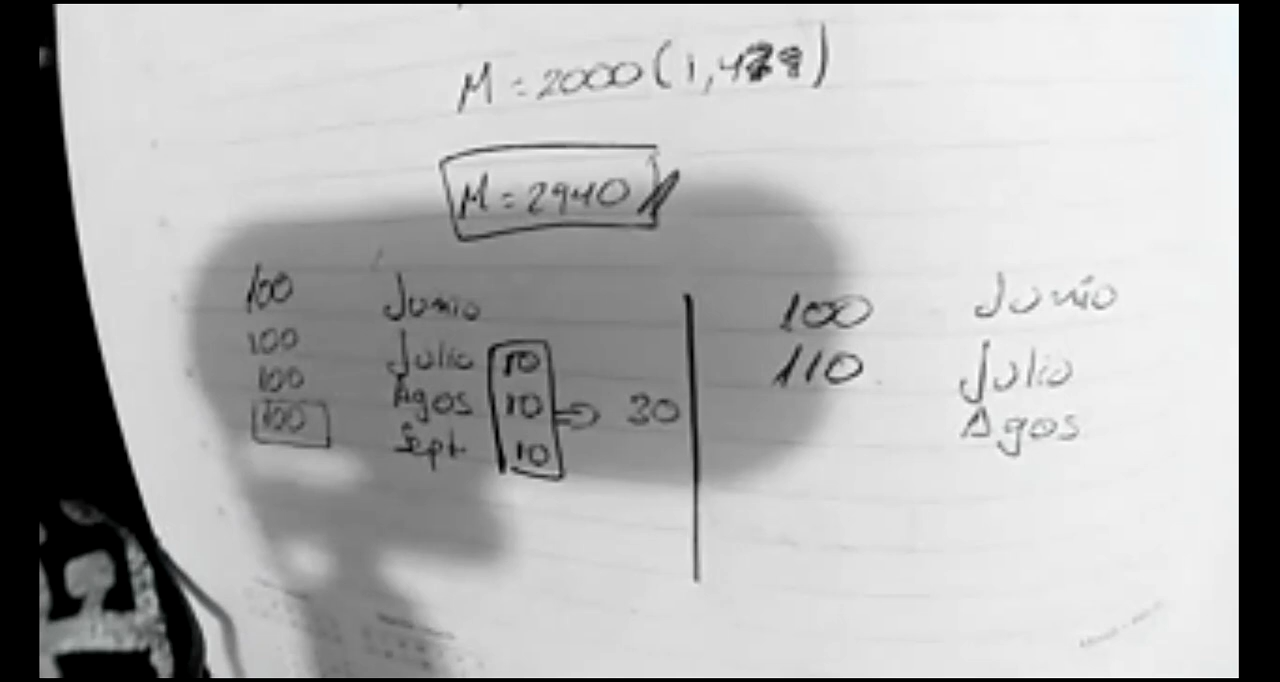 M = 2000 (1,479)
M = 2940
100 Junio
100 Julio 10
100 Agos 10 => 30
100 Sept. 10
100 Junio
110 Julio
Agos